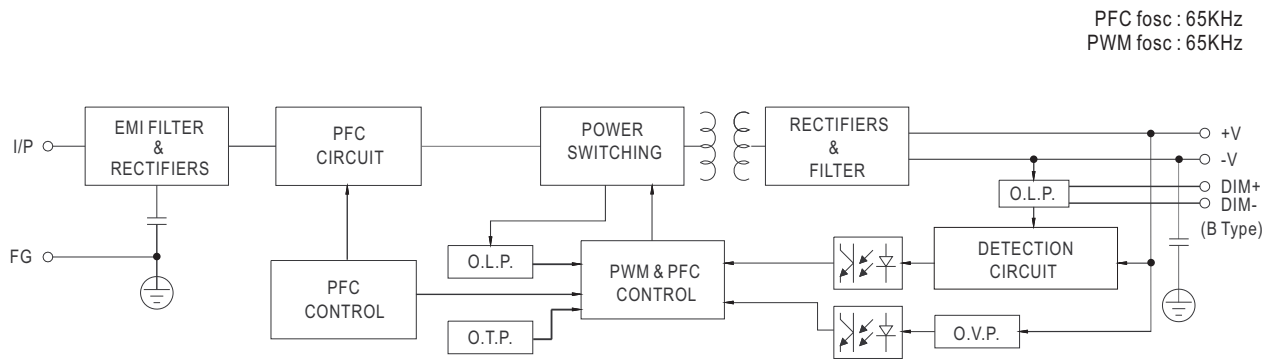 PFC fosc : 65KHz
PWM fosc : 65KHz
I/P
EMI FILTER
&
RECTIFIERS
PFC
CIRCUIT
POWER
SWITCHING
RECTIFIERS
&
FILTER
+V
-V
O.L.P.
DIM+
DIM-
(B Type)
FG
O.L.P.
PFC
CONTROL
PWM & PFC
CONTROL
DETECTION
CIRCUIT
O.T.P.
O.V.P.